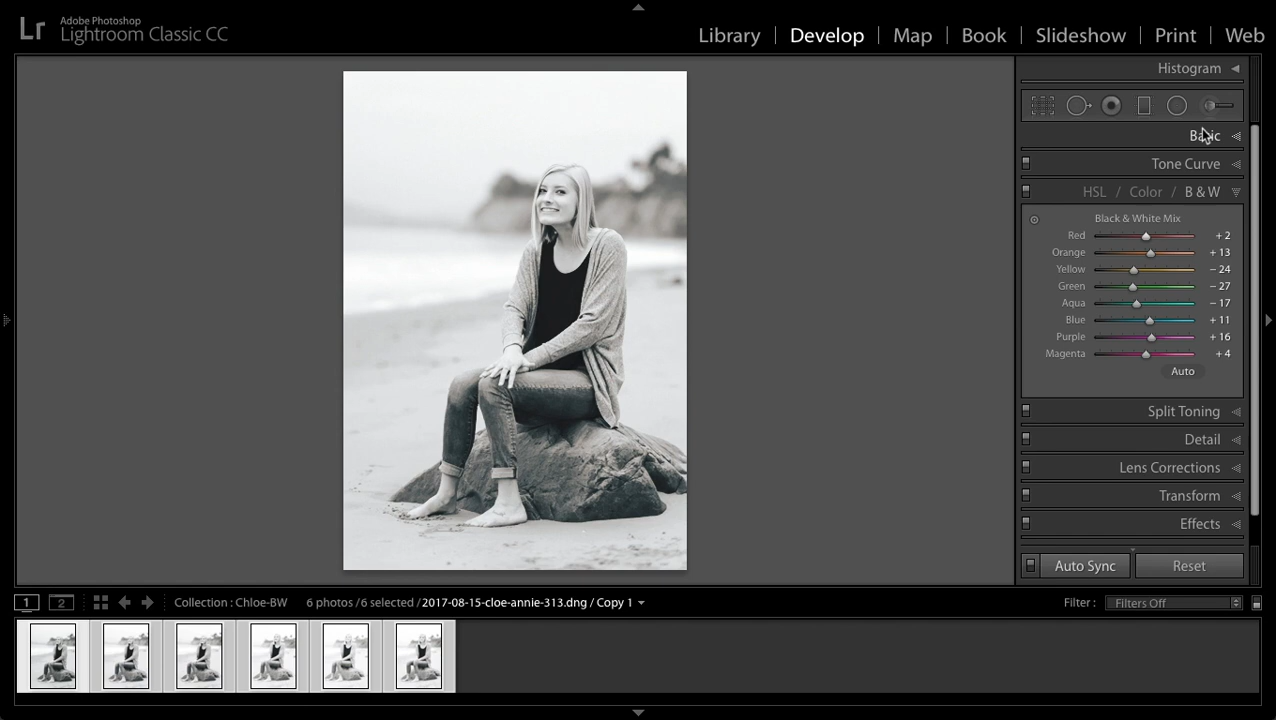 Lr
Adobe Photoshop
Lightroom Classic CC
Library | Develop | Map | Book | Slideshow | Print | Web
Histogram
Basic
Tone Curve
HSL / Color / B & W
Black & White Mix
Red + 2
Orange + 13
Yellow – 24
Green – 27
Aqua – 17
Blue + 11
Purple + 16
Magenta + 4
Auto
Split Toning
Detail
Lens Corrections
Transform
Effects
Auto Sync Reset
1 2 Collection : Chloe-BW 6 photos / 6 selected / 2017-08-15-cloe-annie-313.dng / Copy 1 Filter : Filters Off